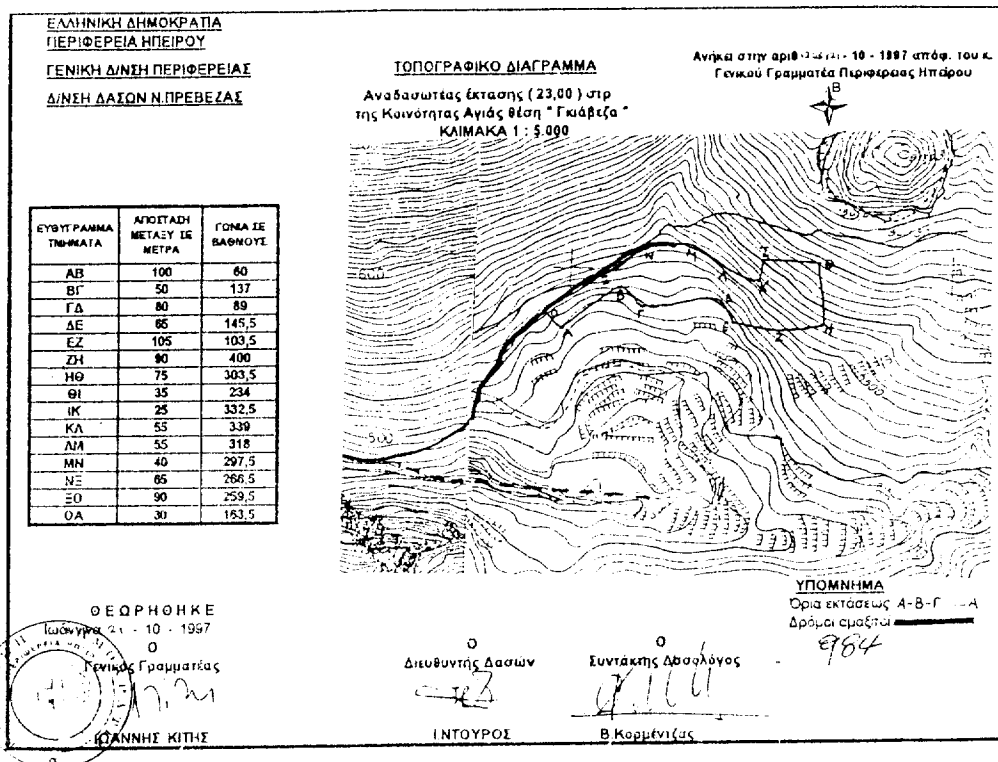 ΕΛΛΗΝΙΚΗ ΔΗΜΟΚΡΑΤΙΑ
ΠΕΡΙΦΕΡΕΙΑ ΗΠΕΙΡΟΥ
ΓΕΝΙΚΗ Δ/ΝΣΗ ΠΕΡΙΦΕΡΕΙΑΣ
Δ/ΝΣΗ ΔΑΣΩΝ Ν.ΠΡΕΒΕΖΑΣ
ΤΟΠΟΓΡΑΦΙΚΟ ΔΙΑΓΡΑΜΜΑ
Αναδασωτέας έκτασης ( 23,00 ) στρ
της Κοινότητας Αγιάς θέση " Γκιάβεζα "
ΚΛΙΜΑΚΑ 1 : 5.000
Ανήκει στην αριθ - 10 - 1997 απόφ. του κ.
Γενικού Γραμματέα Περιφέρειας Ηπείρου
Β
ΕΥΘΥΓΡΑΜΜΑ ΤΜΗΜΑΤΑ ΑΠΟΣΤΑΣΗ ΜΕΤΑΞΥ ΣΕ ΜΕΤΡΑ ΓΩΝΙΑ ΣΕ ΒΑΘΜΟΥΣ
ΑΒ 100 60
ΒΓ 50 137
ΓΔ 80 89
ΔΕ 65 145,5
ΕΖ 105 103,5
ΖΗ 90 400
ΗΘ 75 303,5
ΘΙ 35 234
ΙΚ 25 332,5
ΚΛ 55 339
ΛΜ 55 318
ΜΝ 40 297,5
ΝΞ 65 266,5
ΞΟ 90 259,5
ΟΑ 30 163,5
600
500
500
ΥΠΟΜΝΗΜΑ
Όρια εκτάσεως Α-Β-Γ Α
Δρόμοι αμαξιτοί
984
ΘΕΩΡΗΘΗΚΕ
Ιωάννινα 21 - 10 - 1997
Ο
Γενικός Γραμματέας
ΙΩΑΝΝΗΣ ΚΙΤΗΣ
Ο
Διευθυντής Δασών
Ι.ΝΤΟΥΡΟΣ
Ο
Συντάκτης Δασολόγος
Β.Κορμέντζας